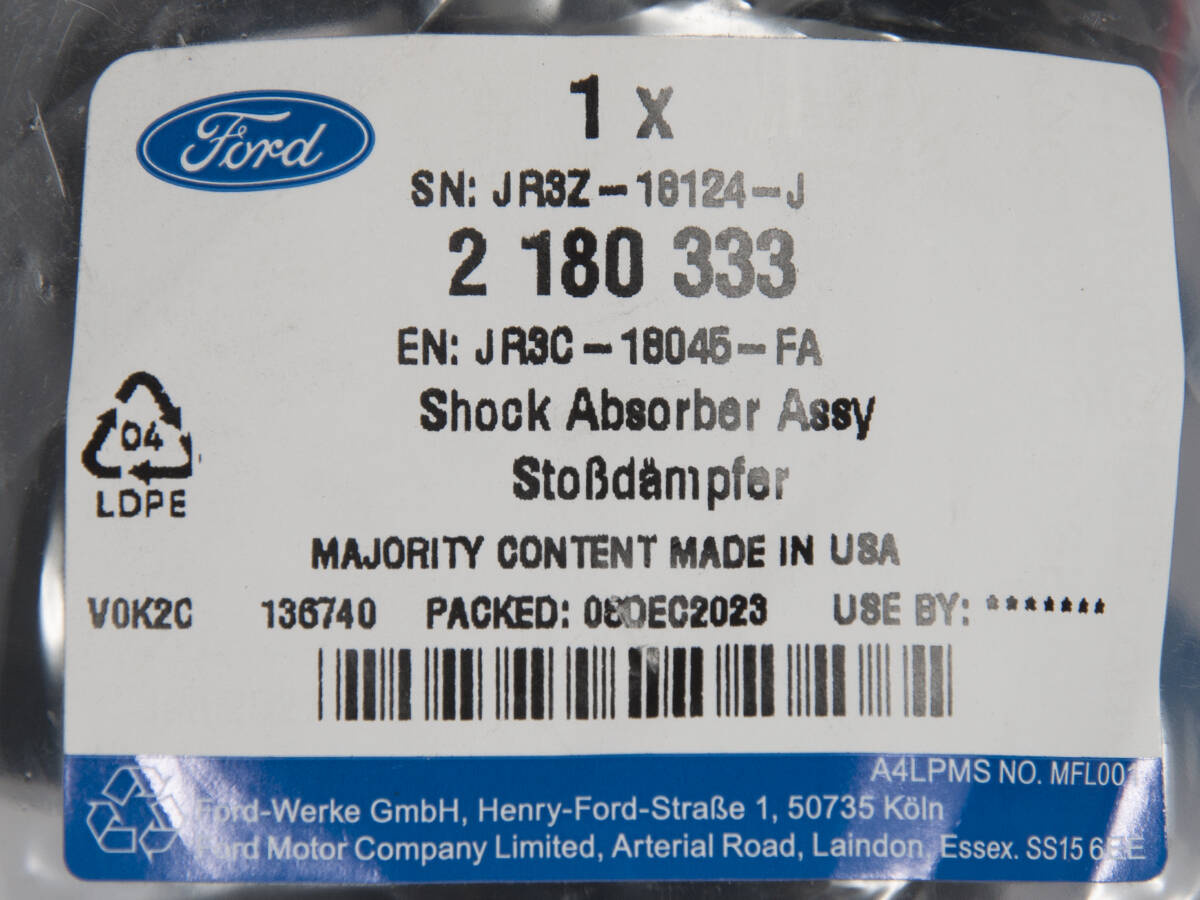 Ford
1 x
SN: JR3Z-18124-J
2 180 333
EN: JR3C-18045-FA
Shock Absorber Assy
Stoßdämpfer
04
LDPE
MAJORITY CONTENT MADE IN USA
V0K2C 136740 PACKED: 08DEC2023 USE BY: *******
A4LPMS NO. MFL001
Ford-Werke GmbH, Henry-Ford-Straße 1, 50735 Köln
Ford Motor Company Limited, Arterial Road, Laindon, Essex. SS15 6EE